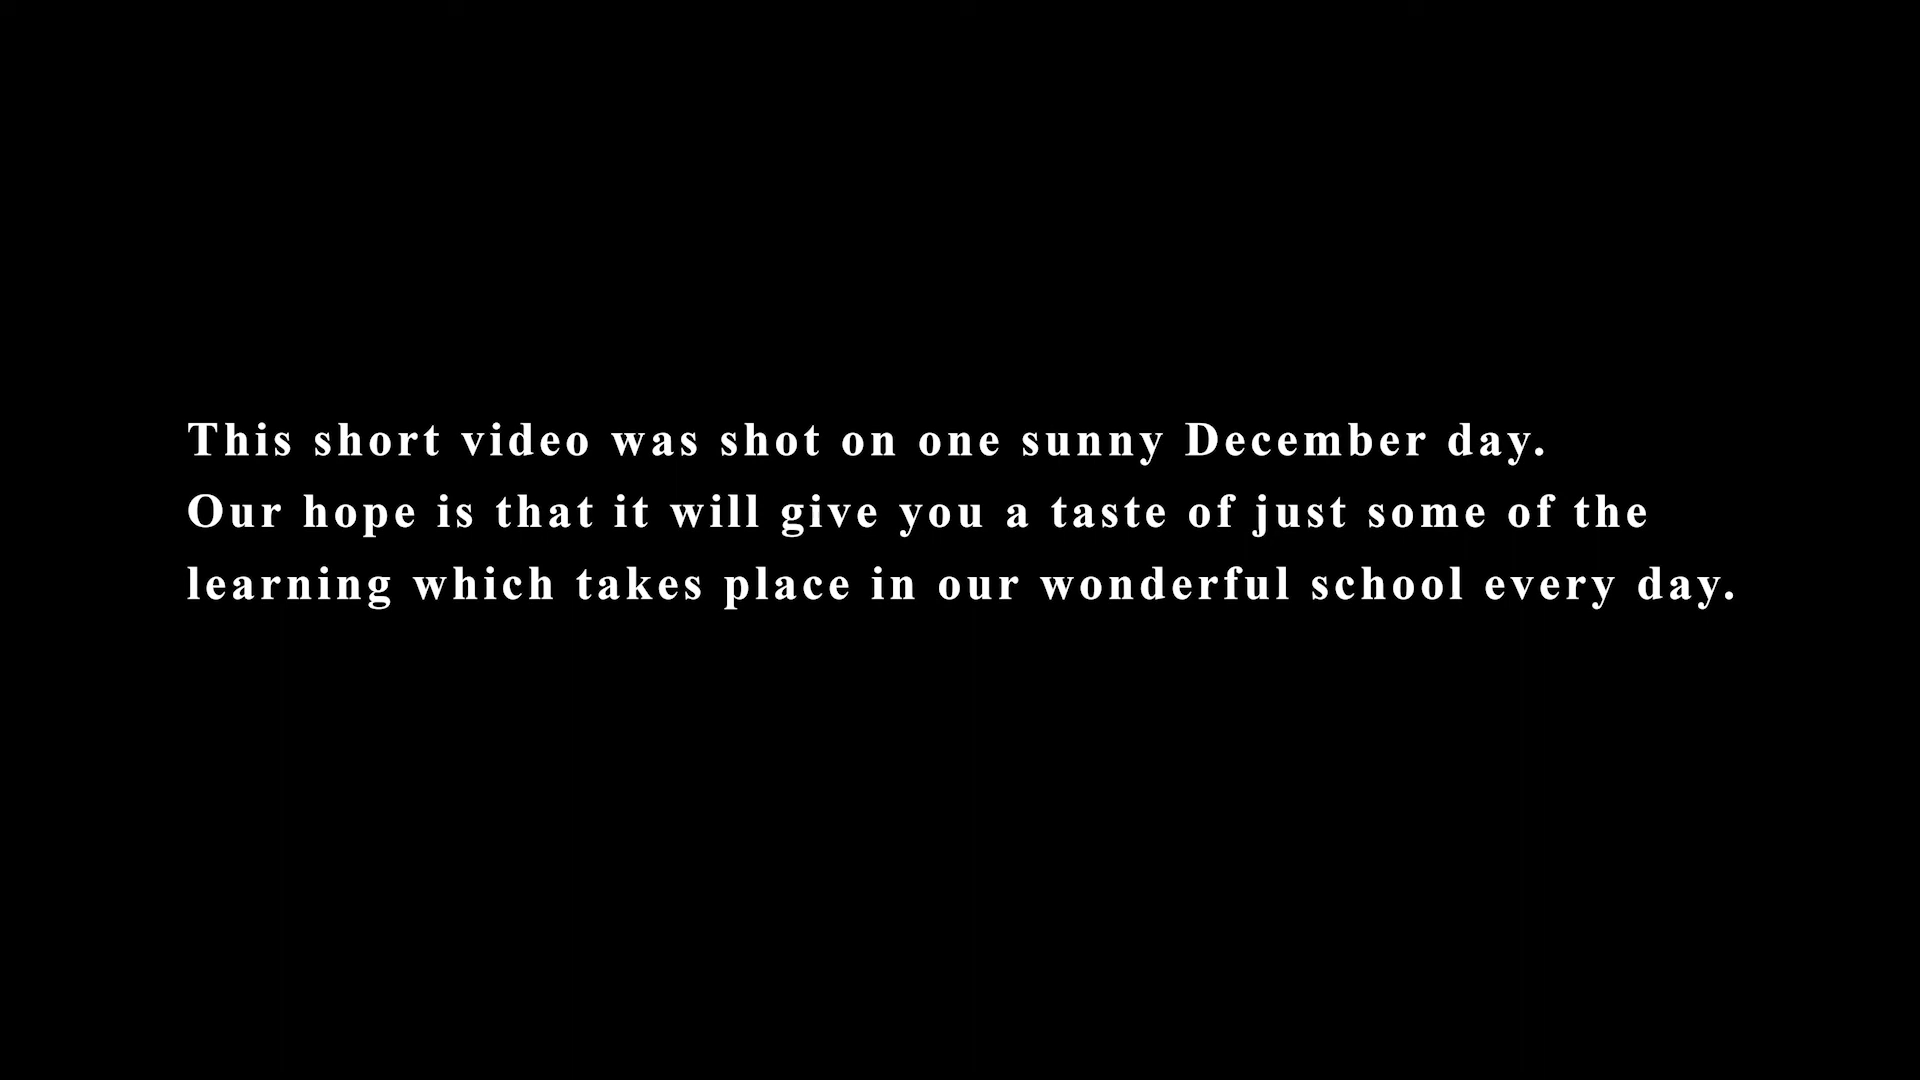 This short video was shot on one sunny December day.
Our hope is that it will give you a taste of just some of the
learning which takes place in our wonderful school every day.